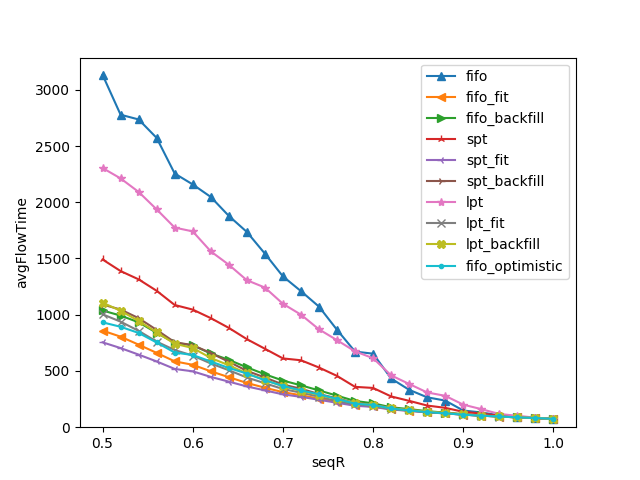 3000
2500
2000
1500
1000
500
0
avgFlowTime
0.5 0.6 0.7 0.8 0.9 1.0
seqR
fifo
fifo_fit
fifo_backfill
spt
spt_fit
spt_backfill
lpt
lpt_fit
lpt_backfill
fifo_optimistic